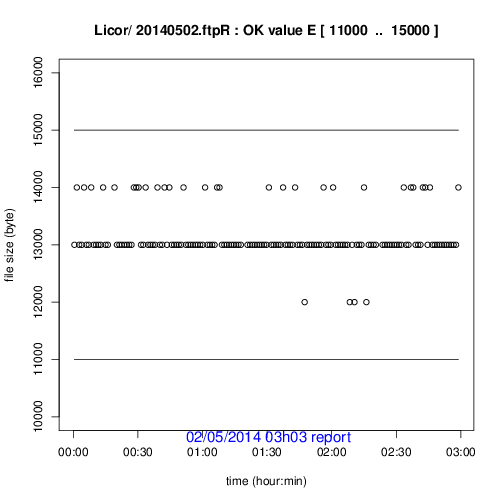 Licor/ 20140502.ftpR : OK value E [ 11000 .. 15000 ]
16000
15000
14000
13000
12000
11000
10000
file size (byte)
02/05/2014 03h03 report
00:00 00:30 01:00 01:30 02:00 02:30 03:00
time (hour:min)